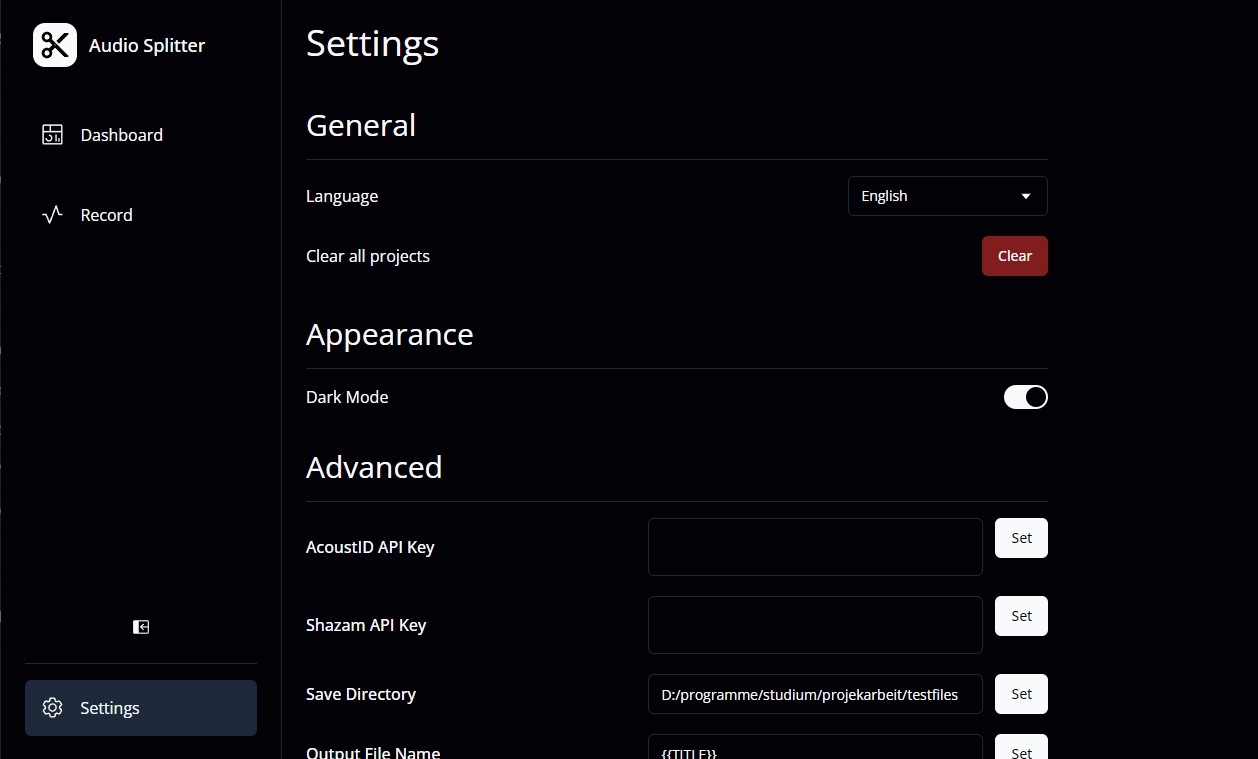 Audio Splitter
Dashboard
Record
Settings
Settings
General
Language
English
Clear all projects
Clear
Appearance
Dark Mode
Advanced
AcoustID API Key
Set
Shazam API Key
Set
Save Directory
D:/programme/studium/projekarbeit/testfiles
Set
Output File Name
{{TITLE}}
Set